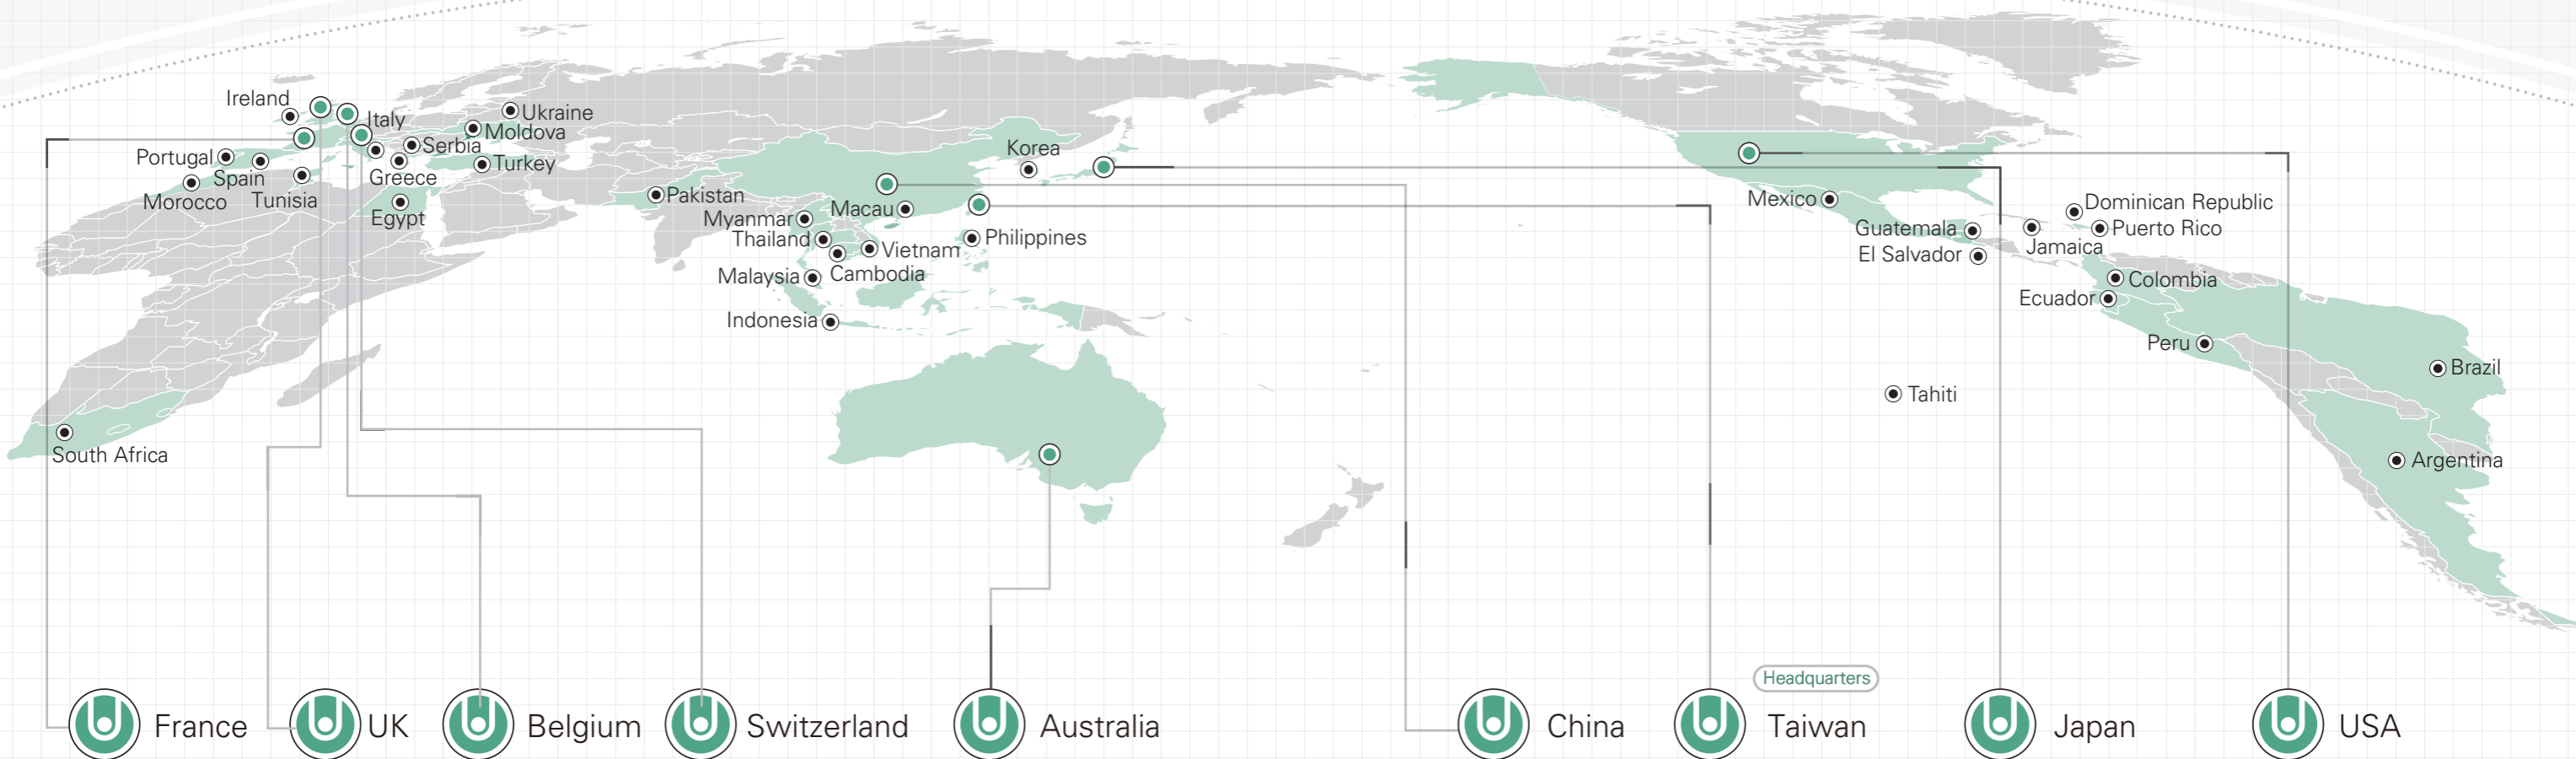 Ireland
Italy
Ukraine
Moldova
Serbia
Portugal
Spain
Greece
Turkey
Morocco
Tunisia
Egypt
South Africa
Korea
Pakistan
Myanmar
Macau
Thailand
Vietnam
Philippines
Malaysia
Cambodia
Indonesia
Mexico
Dominican Republic
Guatemala
Puerto Rico
El Salvador
Jamaica
Colombia
Ecuador
Peru
Brazil
Tahiti
Argentina
Headquarters
France
UK
Belgium
Switzerland
Australia
China
Taiwan
Japan
USA